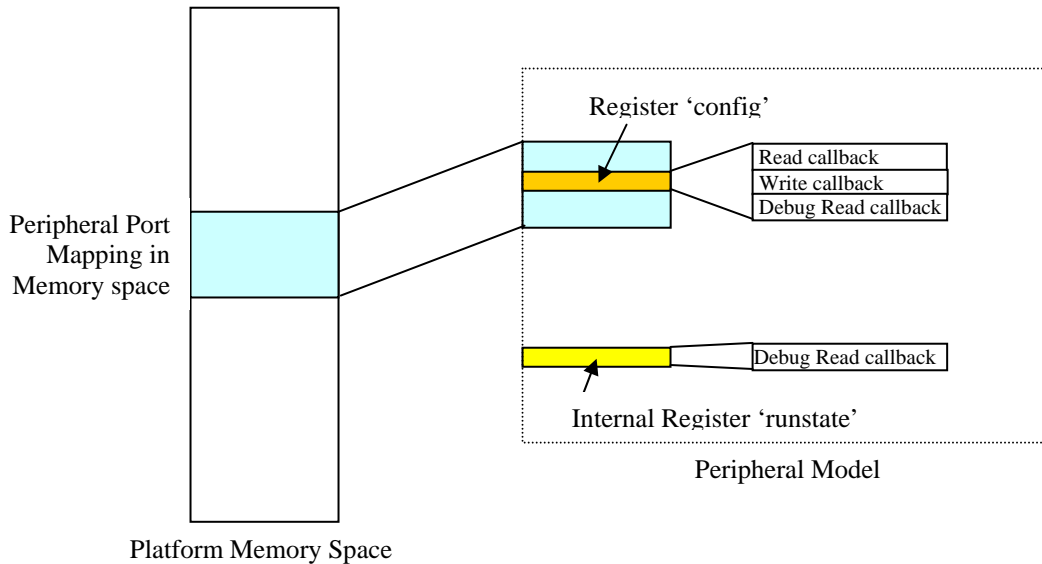 Register ‘config’
Read callback
Write callback
Debug Read callback
Peripheral Port
Mapping in
Memory space
Debug Read callback
Internal Register ‘runstate’
Peripheral Model
Platform Memory Space